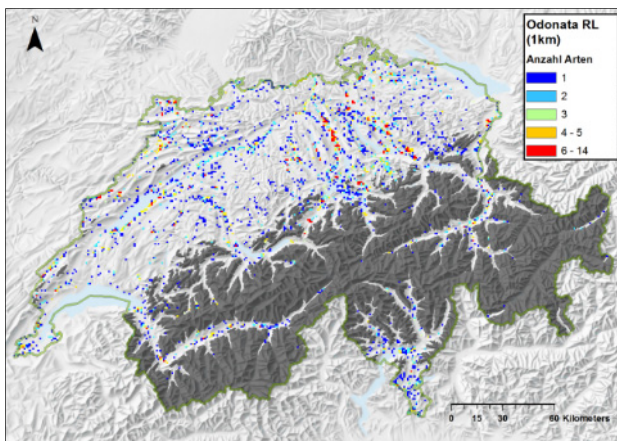 N
Odonata RL
(1km)
Anzahl Arten
1
2
3
4 - 5
6 - 14
0 15 30 60 Kilometers